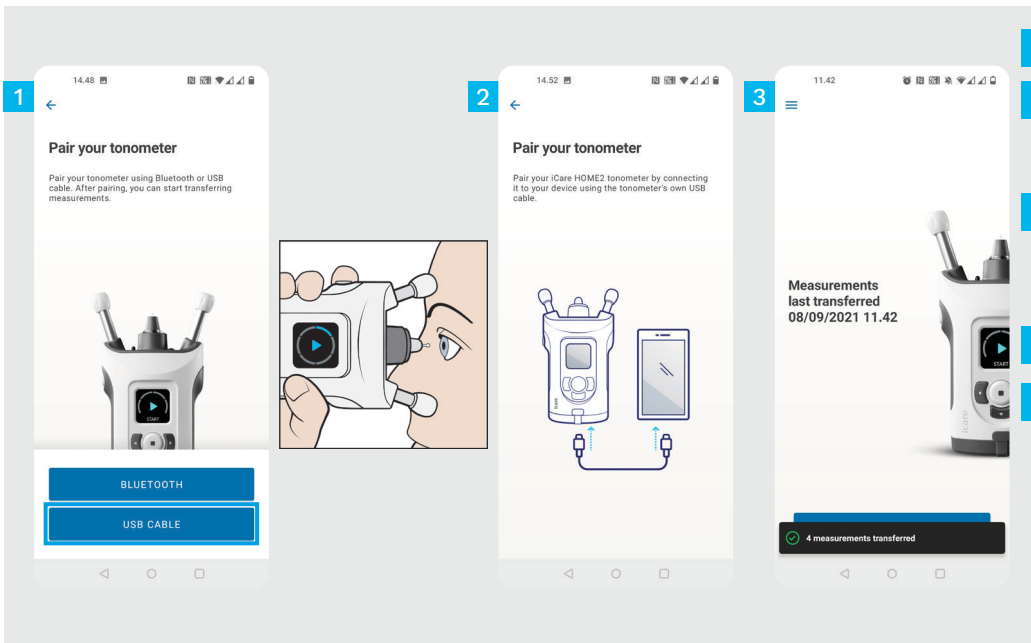 1
14.48
Pair your tonometer
Pair your tonometer using Bluetooth or USB
cable. After pairing, you can start transferring
measurements.
START
BLUETOOTH
USB CABLE
2
14.52
Pair your tonometer
Pair your iCare HOME2 tonometer by connecting
it to your device using the tonometer's own USB
cable.
icare
3
11.42
Measurements
last transferred
08/09/2021 11.42
START
icare
4 measurements transferred